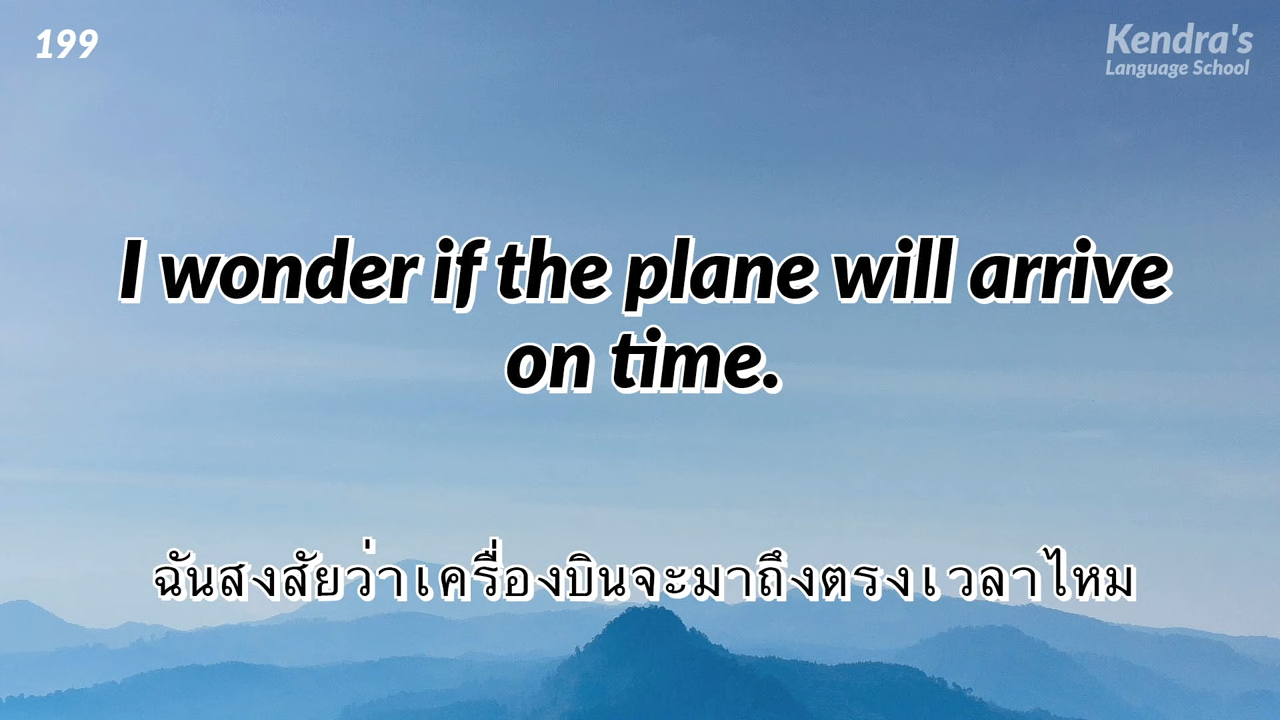 199
Kendra's
Language School
I wonder if the plane will arrive
on time.
ฉันสงสัยว่าเครื่องบินจะมาถึงตรงเวลาไหม